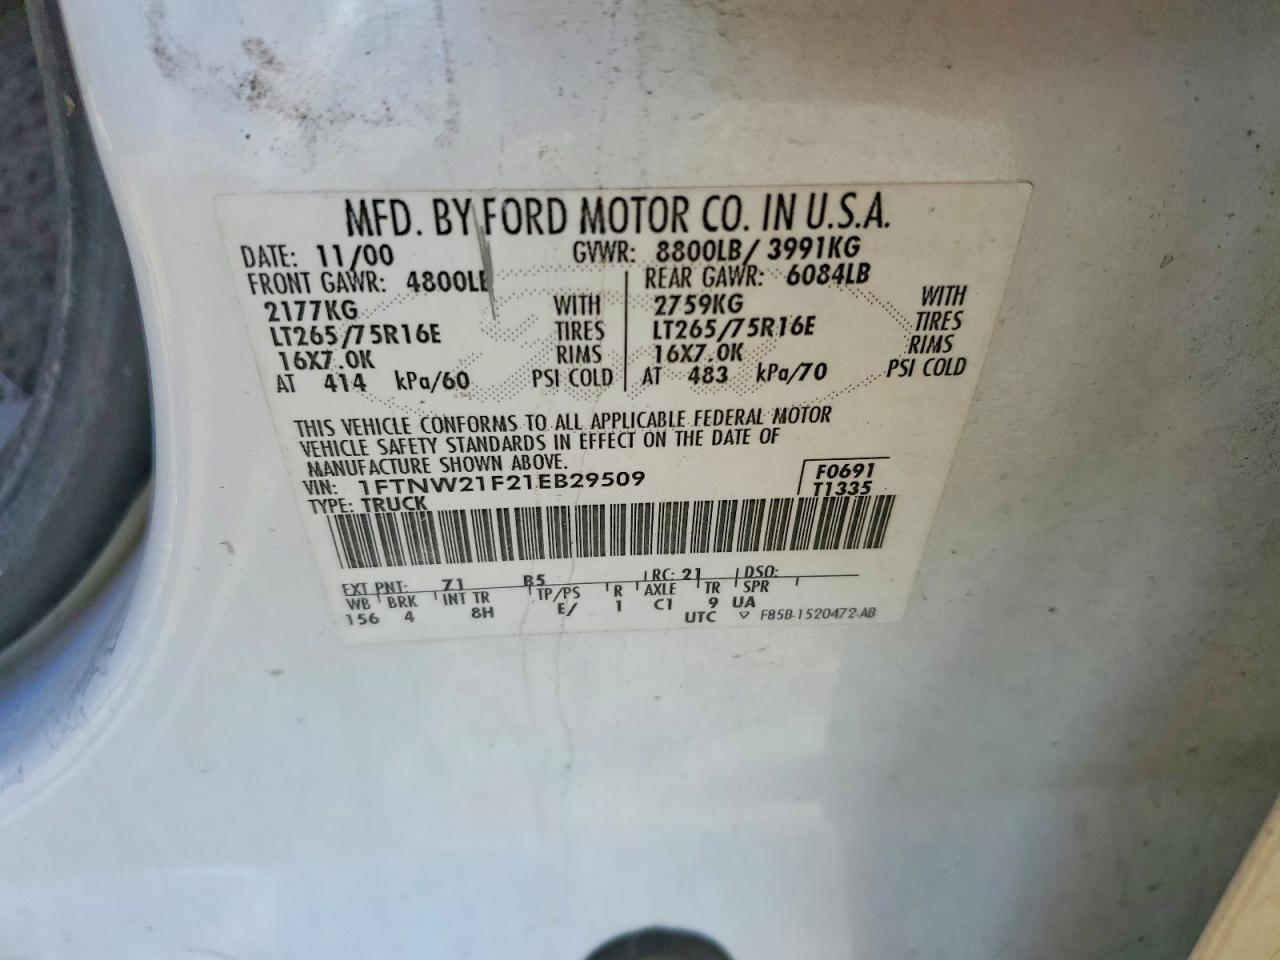 MFD. BY FORD MOTOR CO. IN U.S.A.
DATE: 11/00 GVWR: 8800LB/ 3991KG
FRONT GAWR: 4800LB REAR GAWR: 6084LB
2177KG WITH 2759KG WITH
LT265/75R16E TIRES LT265/75R16E TIRES
16X7.0K RIMS 16X7.0K RIMS
AT 414 kPa/60 PSI COLD AT 483 kPa/70 PSI COLD
THIS VEHICLE CONFORMS TO ALL APPLICABLE FEDERAL MOTOR
VEHICLE SAFETY STANDARDS IN EFFECT ON THE DATE OF
MANUFACTURE SHOWN ABOVE.
VIN: 1FTNW21F21EB29509 F0691
TYPE: TRUCK T1335
EXT PNT: Z1 B5 RC: 21 DSO:
WB BRK INT TR TP/PS R AXLE TR SPR
156 4 8H E/ 1 C1 9 UA
UTC ▽ F85B-1520472-AB